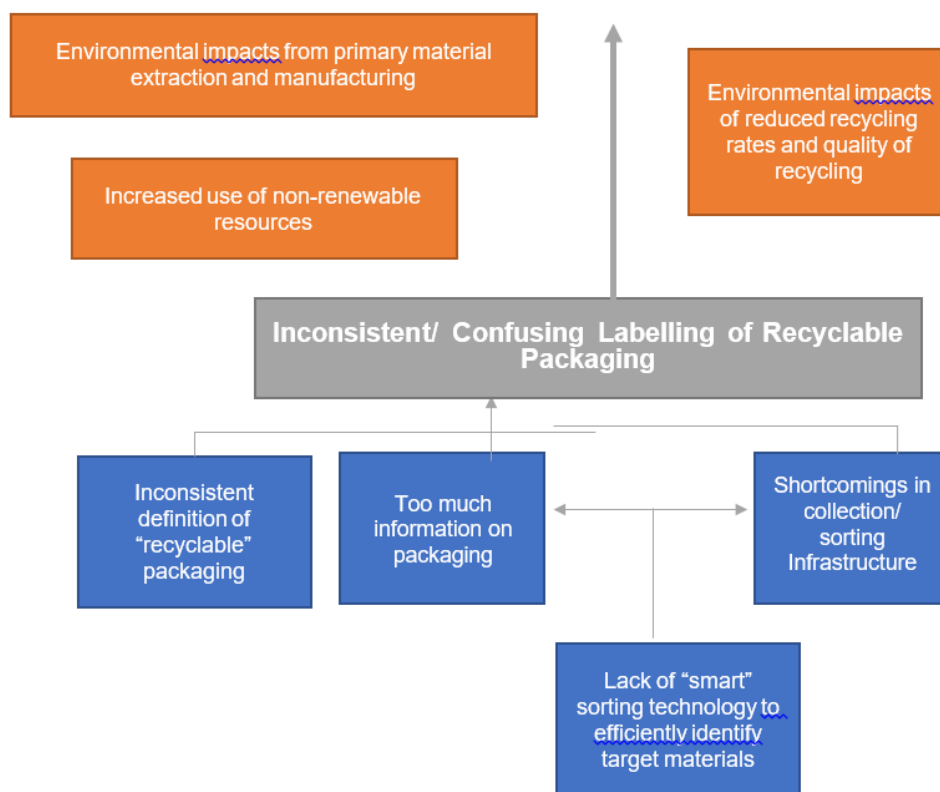 Environmental impacts from primary material
extraction and manufacturing
Environmental impacts
of reduced recycling
rates and quality of
recycling
Increased use of non-renewable
resources
Inconsistent/ Confusing Labelling of Recyclable
Packaging
Inconsistent
definition of
“recyclable”
packaging
Too much
information on
packaging
Shortcomings in
collection/
sorting
Infrastructure
Lack of “smart”
sorting technology to
efficiently identify
target materials